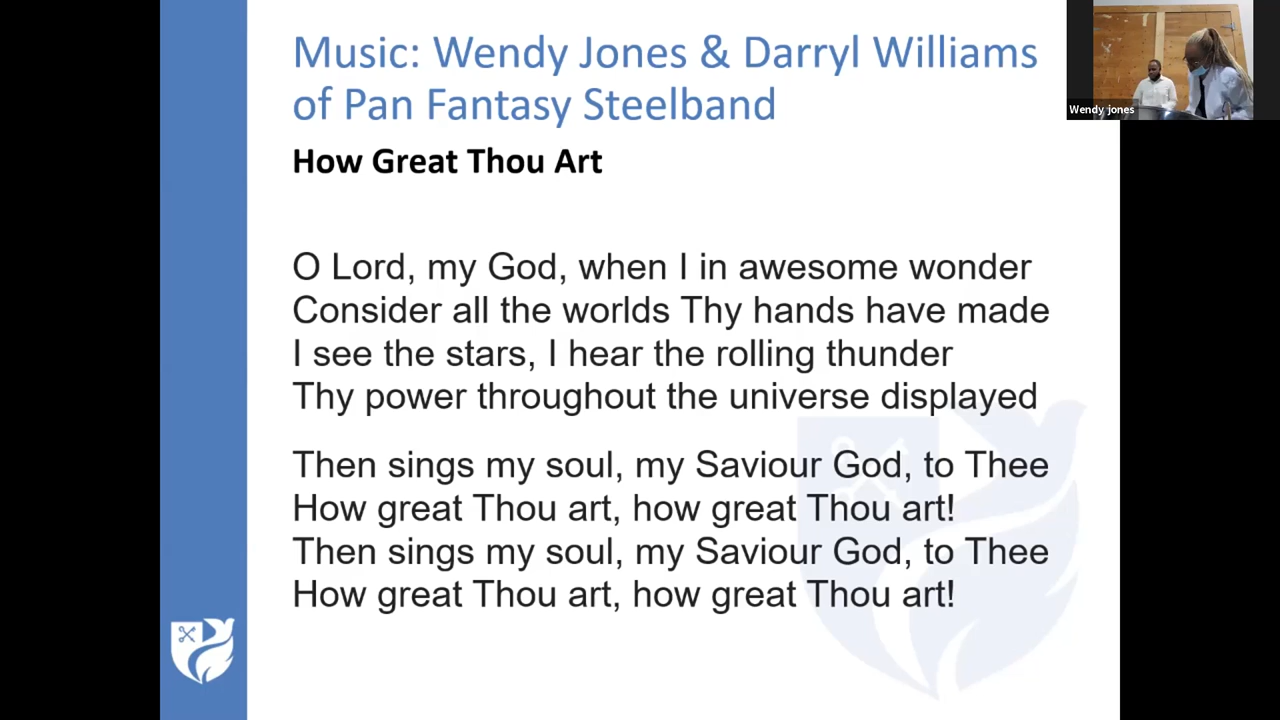 Music: Wendy Jones & Darryl Williams
of Pan Fantasy Steelband
How Great Thou Art
O Lord, my God, when I in awesome wonder
Consider all the worlds Thy hands have made
I see the stars, I hear the rolling thunder
Thy power throughout the universe displayed
Then sings my soul, my Saviour God, to Thee
How great Thou art, how great Thou art!
Then sings my soul, my Saviour God, to Thee
How great Thou art, how great Thou art!
Wendy jones